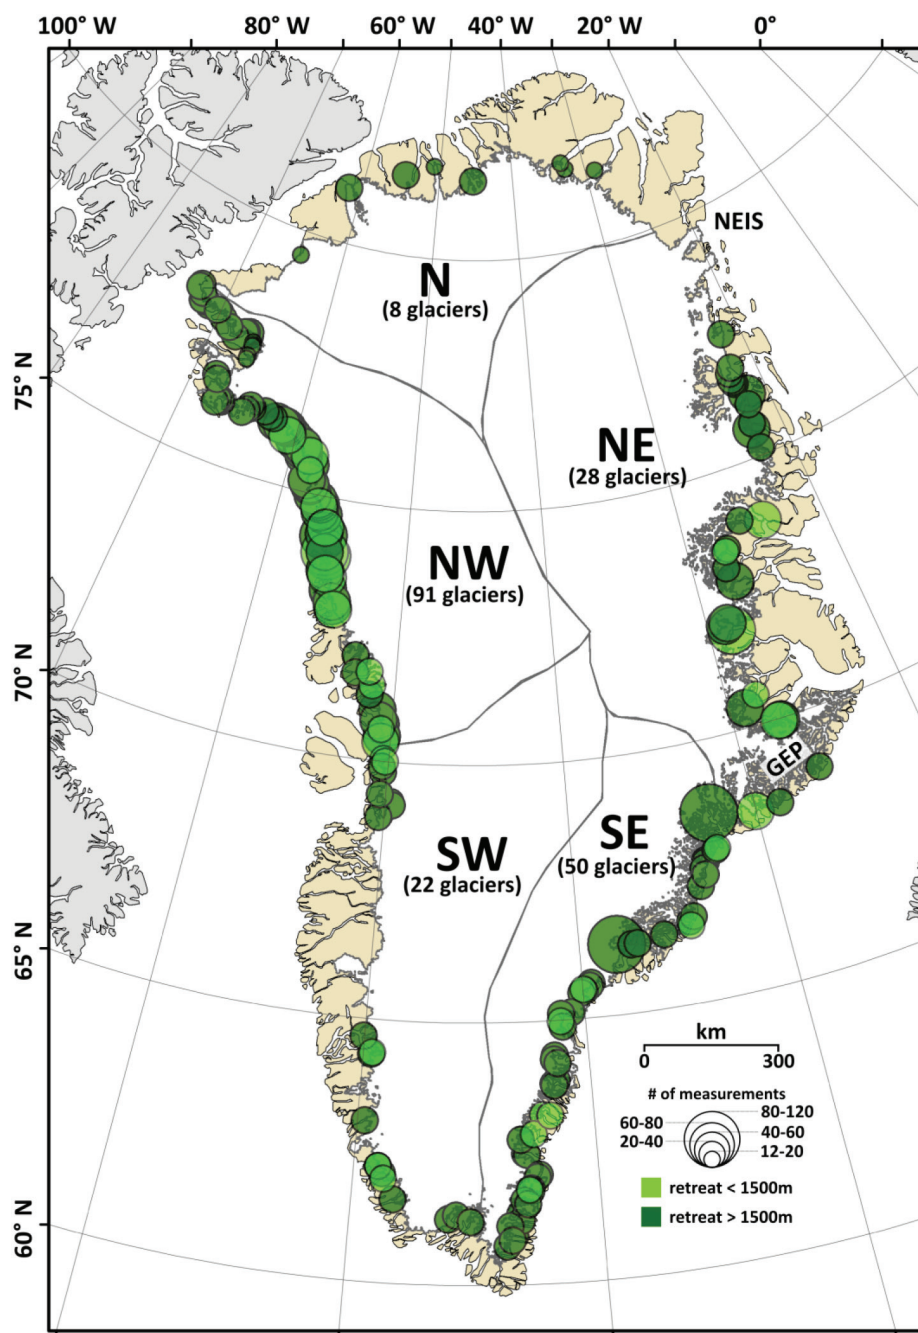 100° W 80° W 60° W 40° W 20° W 0°
NEIS
N
(8 glaciers)
75° N
NE
(28 glaciers)
NW
(91 glaciers)
70° N
GEP
SE
(50 glaciers)
SW
(22 glaciers)
65° N
km
0 300
# of measurements
80-120
60-80
40-60
20-40
12-20
retreat < 1500m
retreat > 1500m
60° N